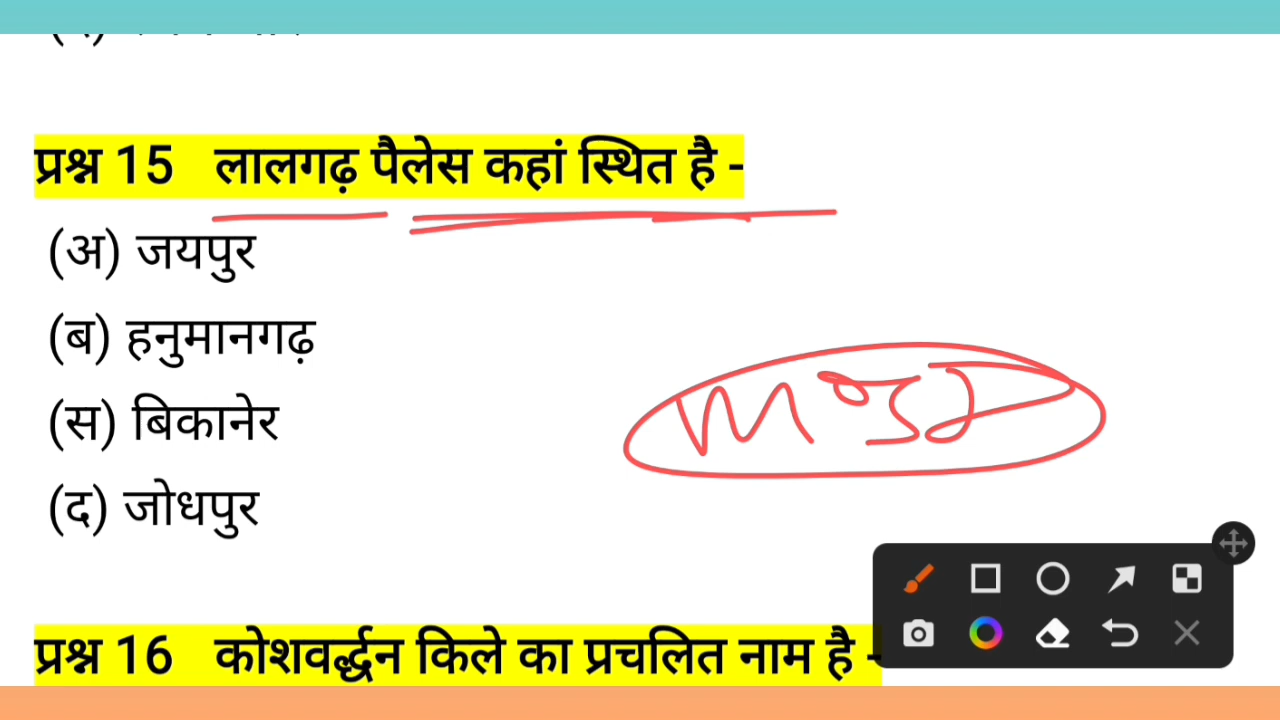 प्रश्न 15 लालगढ़ पैलेस कहां स्थित है -
(अ) जयपुर
(ब) हनुमानगढ़
(स) बिकानेर
(द) जोधपुर
प्रश्न 16 कोशवर्द्धन किले का प्रचलित नाम है -